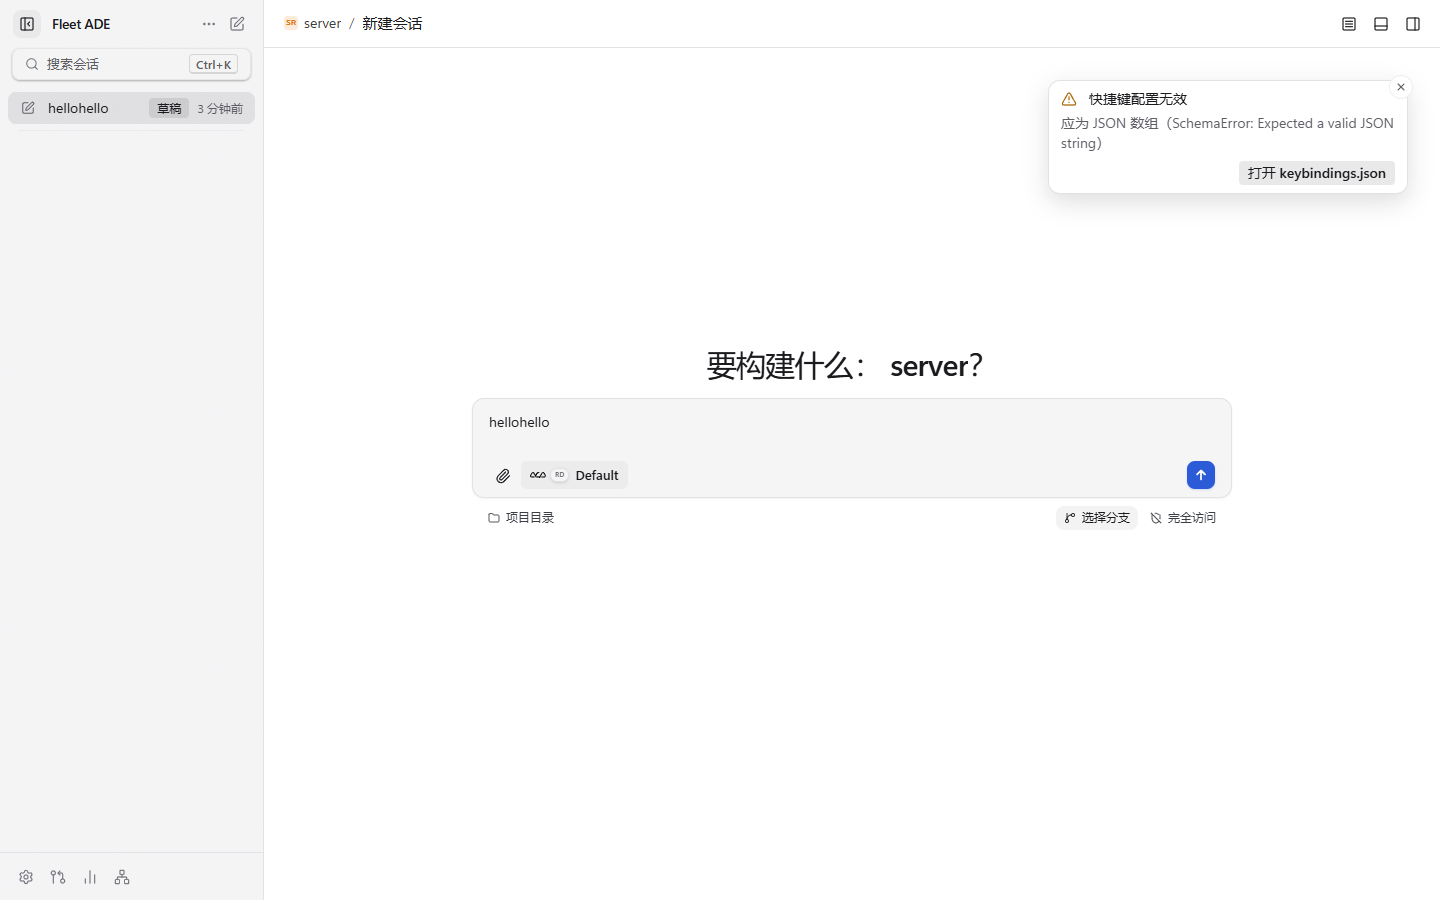 Fleet ADE
搜索会话 Ctrl+K
hellohello 草稿 3 分钟前
SR server / 新建会话
快捷键配置无效
应为 JSON 数组（SchemaError: Expected a valid JSON
string）
打开 keybindings.json
要构建什么： server？
hellohello
RD Default
项目目录 选择分支 完全访问